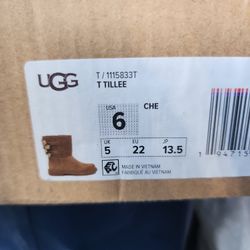 UGG
T / 1115833T
T TILLEE
USA
6
CHE
UK
5
EU
22
JP
13.5
MADE IN VIETNAM
FABRIQUÉ AU VIETNAM